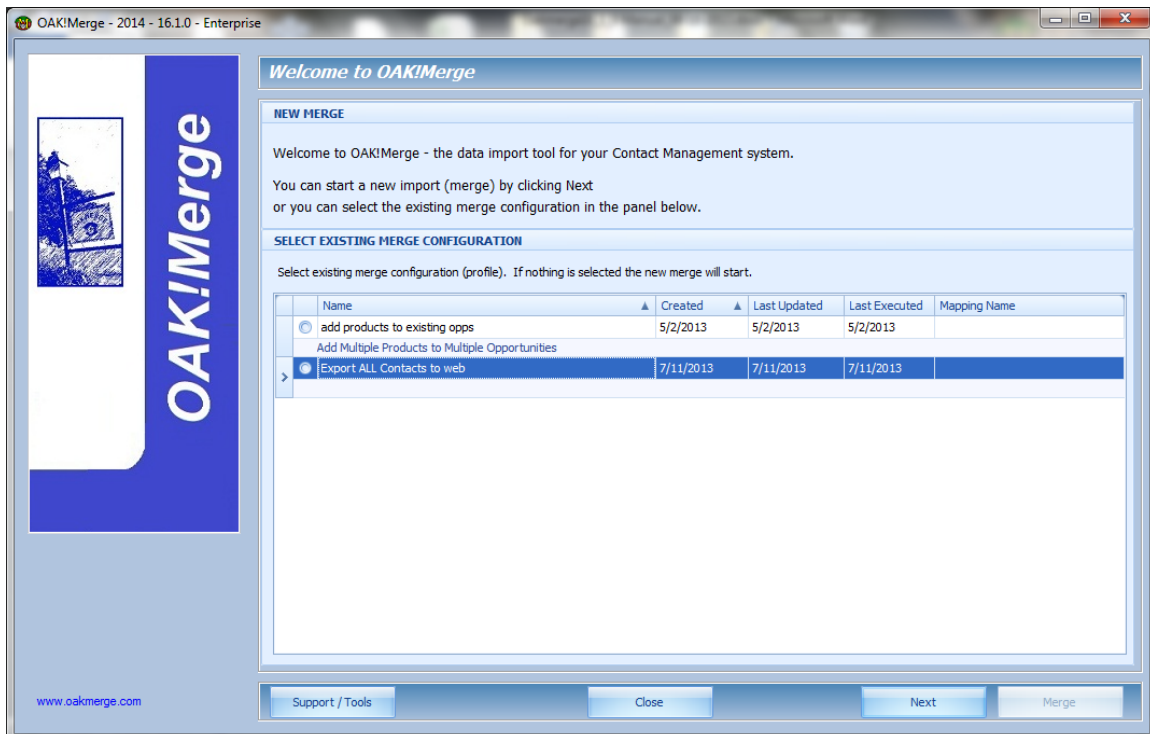 OAK!Merge - 2014 - 16.1.0 - Enterprise
OAK!Merge
Welcome to OAK!Merge
NEW MERGE
Welcome to OAK!Merge - the data import tool for your Contact Management system.
You can start a new import (merge) by clicking Next
or you can select the existing merge configuration in the panel below.
SELECT EXISTING MERGE CONFIGURATION
Select existing merge configuration (profile). If nothing is selected the new merge will start.
Name Created Last Updated Last Executed Mapping Name
add products to existing opps 5/2/2013 5/2/2013 5/2/2013
Add Multiple Products to Multiple Opportunities
Export ALL Contacts to web 7/11/2013 7/11/2013 7/11/2013
www.oakmerge.com
Support / Tools Close Next Merge